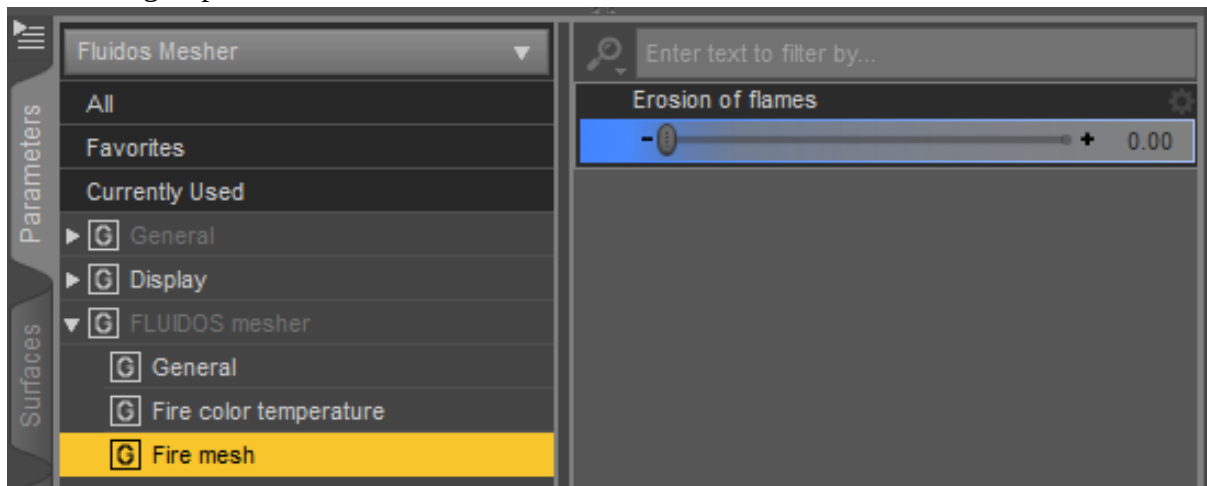 Fluidos Mesher
Enter text to filter by...
All
Favorites
Currently Used
G General
G Display
G FLUIDOS mesher
G General
G Fire color temperature
G Fire mesh
Erosion of flames
- + 0.00
Parameters
Surfaces